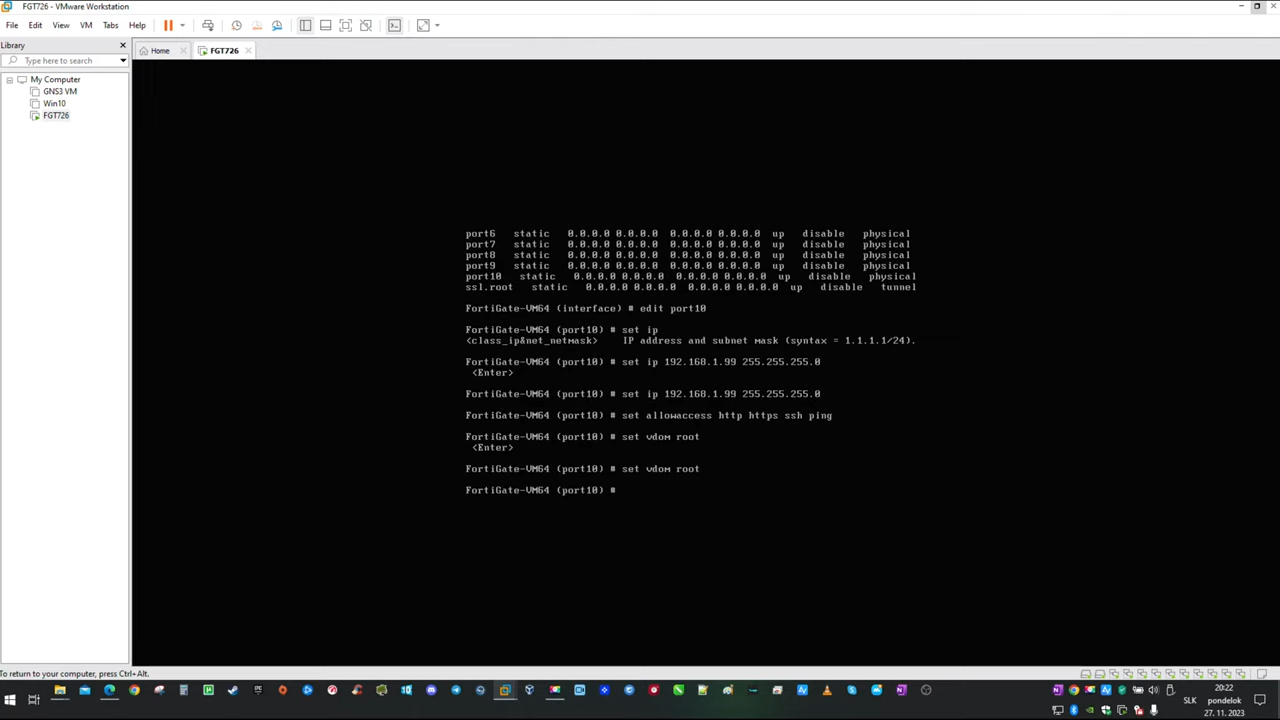 FGT726 - VMware Workstation
File Edit View VM Tabs Help
Library
Type here to search
Home
FGT726
My Computer
GNS3 VM
Win10
FGT726
port6 static 0.0.0.0 0.0.0.0 0.0.0.0 0.0.0.0 up disable physical
port7 static 0.0.0.0 0.0.0.0 0.0.0.0 0.0.0.0 up disable physical
port8 static 0.0.0.0 0.0.0.0 0.0.0.0 0.0.0.0 up disable physical
port9 static 0.0.0.0 0.0.0.0 0.0.0.0 0.0.0.0 up disable physical
port10 static 0.0.0.0 0.0.0.0 0.0.0.0 0.0.0.0 up disable physical
ssl.root static 0.0.0.0 0.0.0.0 0.0.0.0 0.0.0.0 up disable tunnel
FortiGate-VM64 (interface) # edit port10
FortiGate-VM64 (port10) # set ip
<class_ip&net_netmask> IP address and subnet mask (syntax = 1.1.1.1/24).
FortiGate-VM64 (port10) # set ip 192.168.1.99 255.255.255.0
<Enter>
FortiGate-VM64 (port10) # set ip 192.168.1.99 255.255.255.0
FortiGate-VM64 (port10) # set allowaccess http https ssh ping
FortiGate-VM64 (port10) # set vdom root
<Enter>
FortiGate-VM64 (port10) # set vdom root
FortiGate-VM64 (port10) #
To return to your computer, press Ctrl+Alt.
SLK
20:22
pondelok
27. 11. 2023